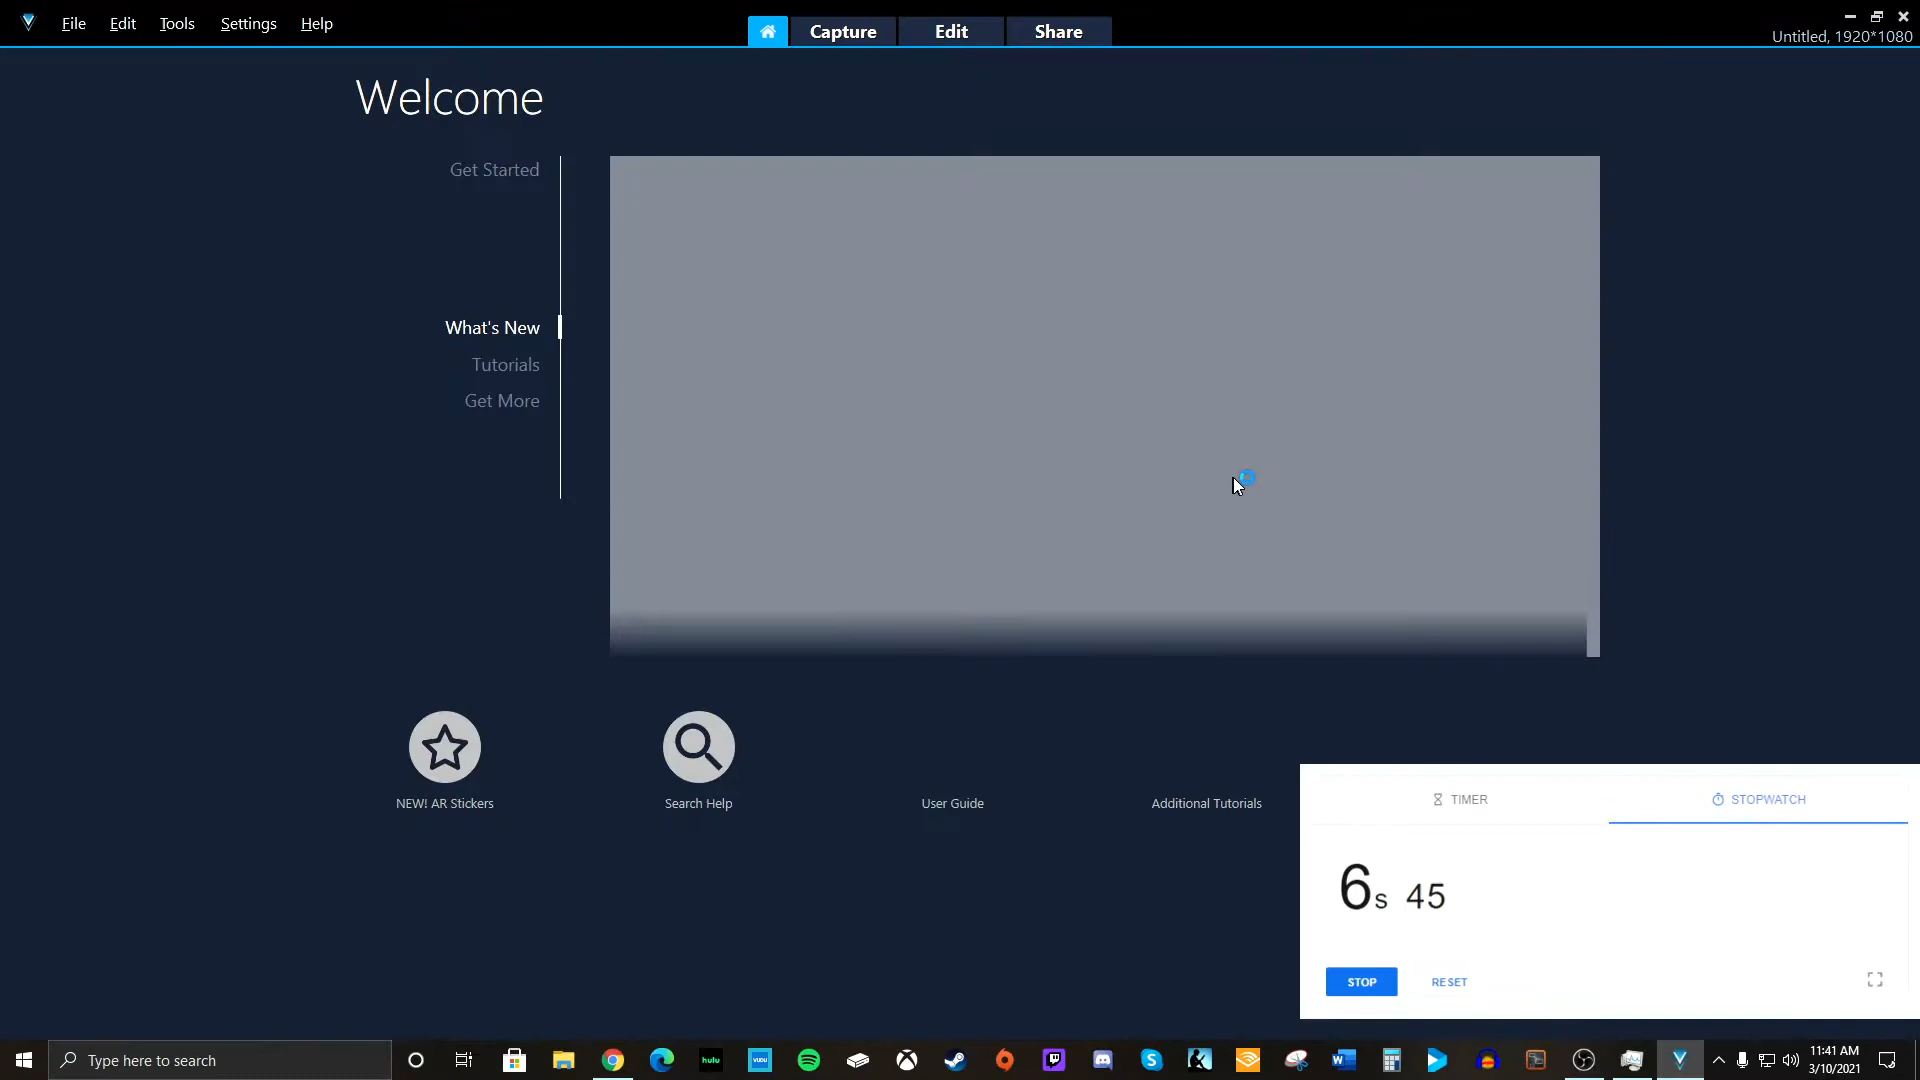 File Edit Tools Settings Help
Capture Edit Share
Untitled, 1920*1080
Welcome
Get Started
What's New
Tutorials
Get More
NEW! AR Stickers
Search Help
User Guide
Additional Tutorials
TIMER
STOPWATCH
6s 45
STOP
RESET
Type here to search
hulu
VUDU
W
11:41 AM
3/10/2021